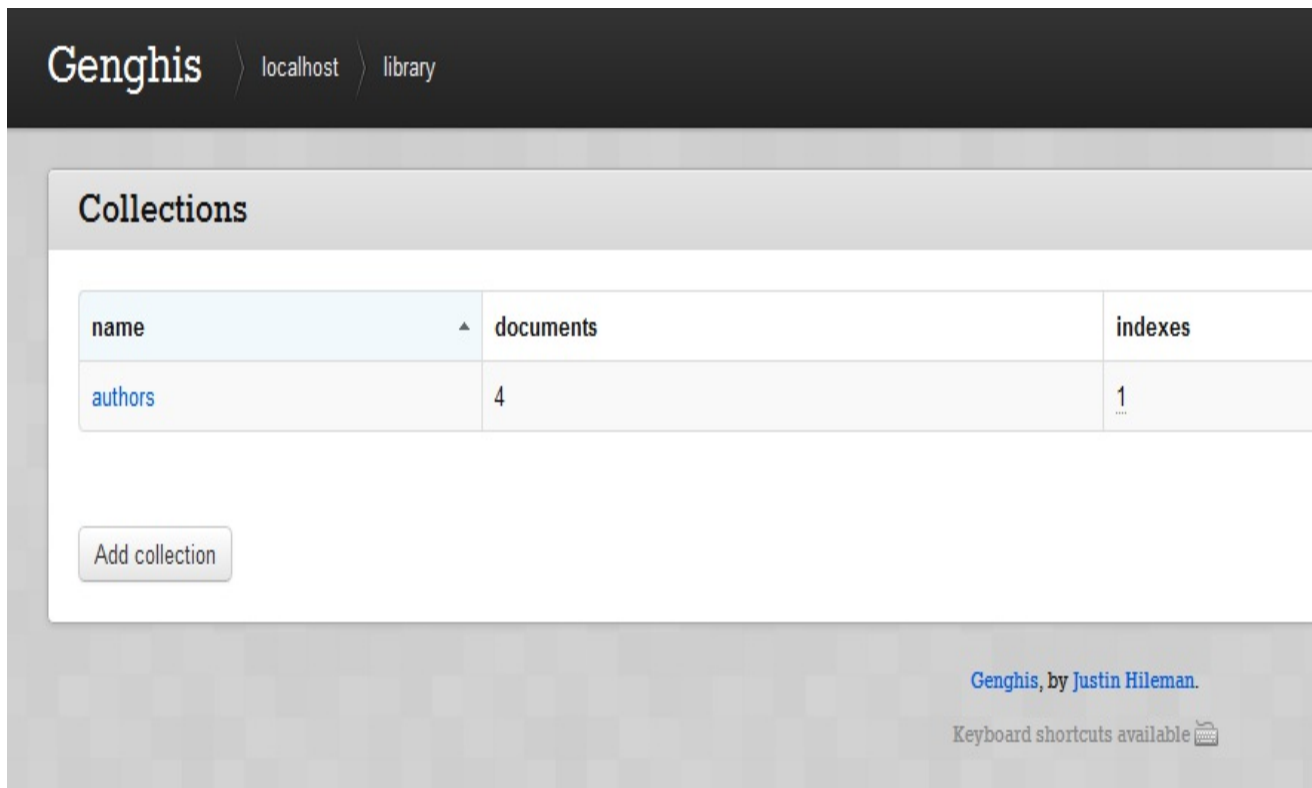 Genghis localhost library
Collections
name documents indexes
authors 4 1
Add collection
Genghis, by Justin Hileman.
Keyboard shortcuts available